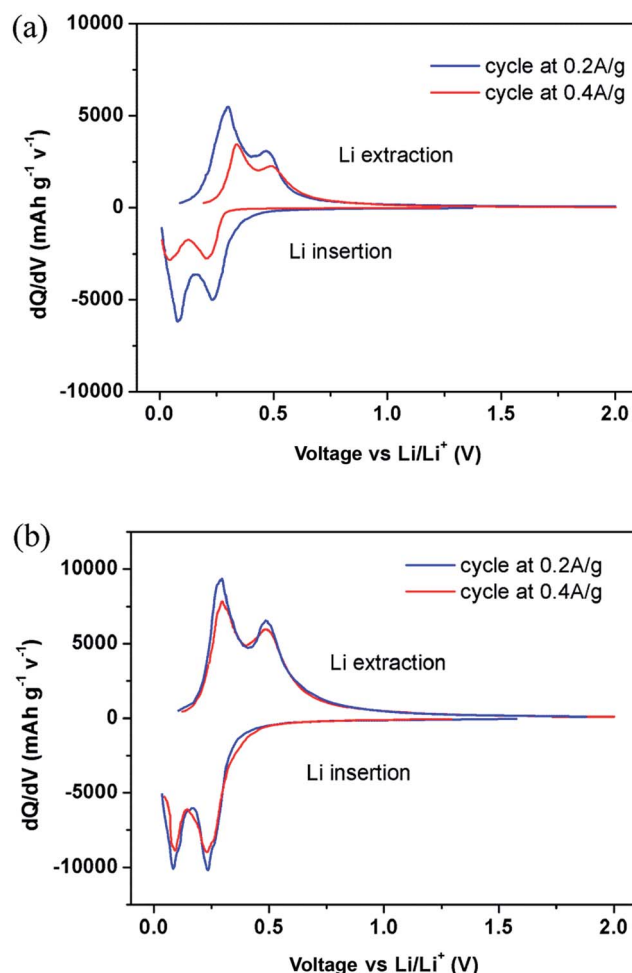 (a)
10000
5000
0
-5000
-10000
dQ/dV (mAh g⁻¹ v⁻¹)
cycle at 0.2A/g
cycle at 0.4A/g
Li extraction
Li insertion
0.0 0.5 1.0 1.5 2.0
Voltage vs Li/Li⁺ (V)
(b)
10000
5000
0
-5000
-10000
dQ/dV (mAh g⁻¹ v⁻¹)
cycle at 0.2A/g
cycle at 0.4A/g
Li extraction
Li insertion
0.0 0.5 1.0 1.5 2.0
Voltage vs Li/Li⁺ (V)